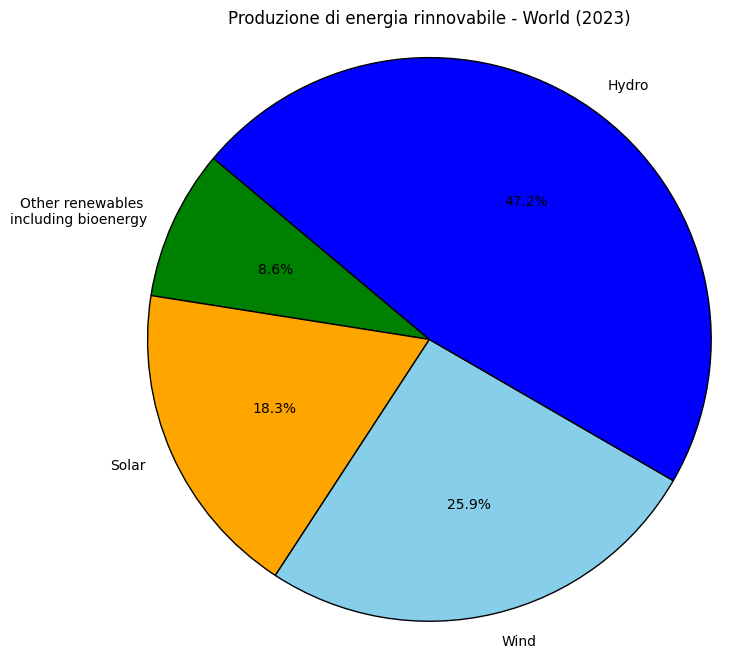 Produzione di energia rinnovabile - World (2023)
Hydro
47.2%
Other renewables
including bioenergy
8.6%
18.3%
Solar
25.9%
Wind